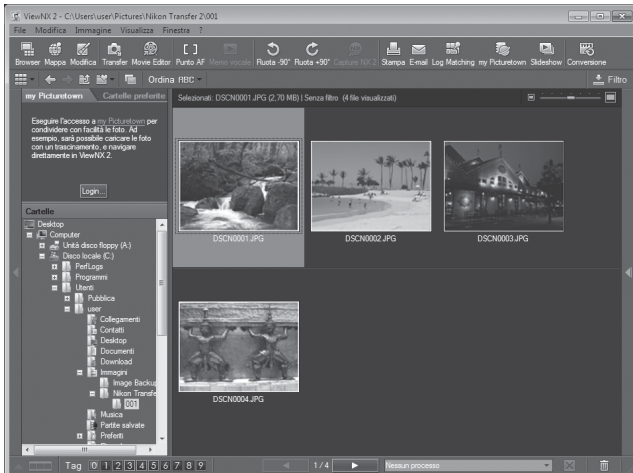 ViewNX 2 - C:\Users\user\Pictures\Nikon Transfer 2\001
File Modifica Immagine Visualizza Finestra ?
Browser Mappa Modifica Transfer Movie Editor Punto AF Memo vocale Ruota -90° Ruota +90° Capture NX 2 Stampa E-mail Log Matching my Picturetown Slideshow Conversione
Ordina ABC Filtro
my Picturetown Cartelle preferite
Selezionati: DSCN0001.JPG (2,70 MB) | Senza filtro (4 file visualizzati)
Eseguire l'accesso a my Picturetown per
condividere con facilità le foto. Ad
esempio, sarà possibile caricare le foto
con un trascinamento, e navigare
direttamente in ViewNX 2.
Login...
Cartelle
Desktop
Computer
Unità disco floppy (A:)
Disco locale (C:)
PerfLogs
Programmi
Utenti
Pubblica
user
Collegamenti
Contatti
Desktop
Documenti
Download
Immagini
Image Backup
Nikon Transfe
001
Musica
Partite salvate
Preferiti
DSCN0001.JPG
DSCN0002.JPG
DSCN0003.JPG
DSCN0004.JPG
Tag 0 1 2 3 4 5 6 7 8 9
1/4
Nessun processo